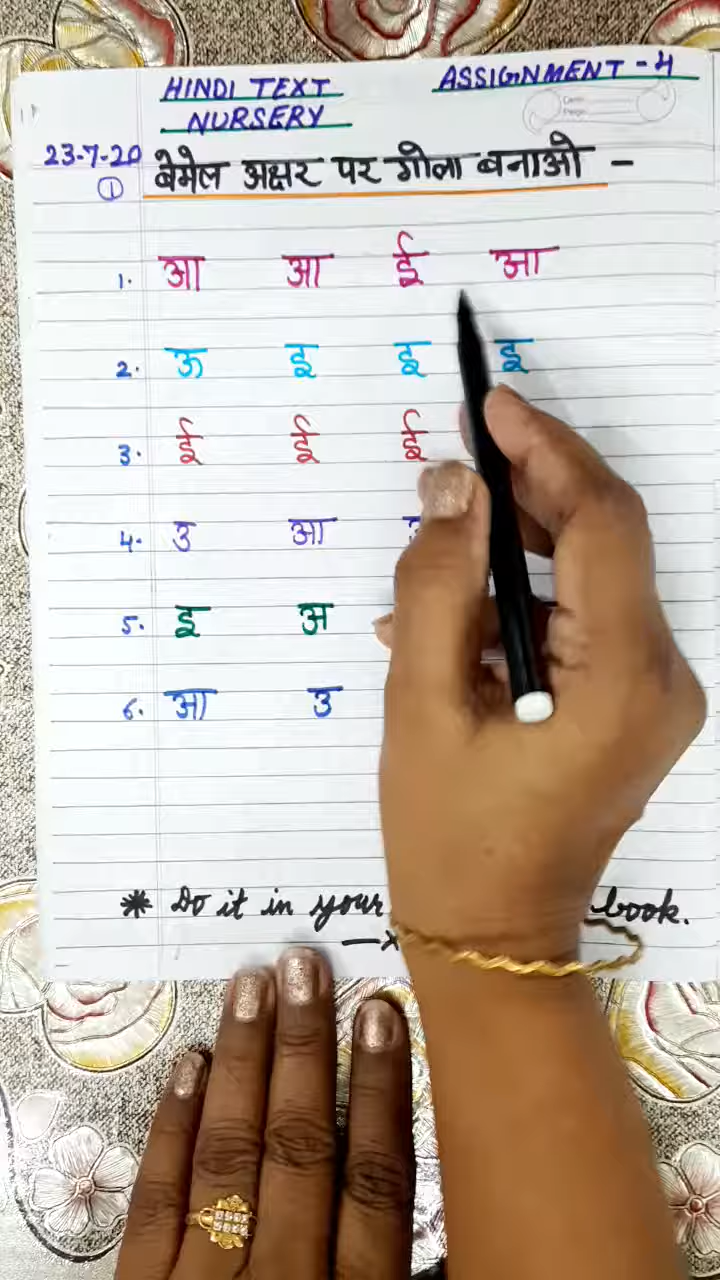 HINDI TEXT ASSIGNMENT - 4
NURSERY
23-7-20
① बेमेल अक्षर पर गोला बनाओ -
1. आ आ ई आ
2. ऊ इ इ इ
3. ई ई ई
4. उ आ
5. इ अ
6. आ उ
* Do it in your book.